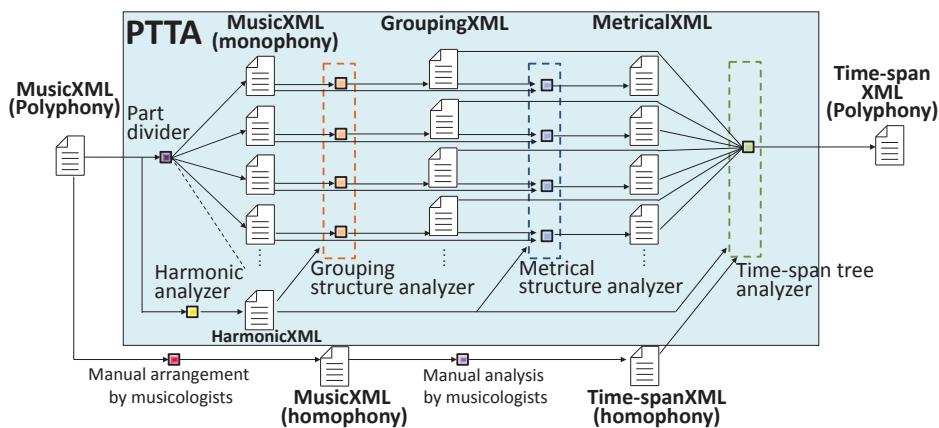 PTTA
MusicXML
(monophony)
GroupingXML
MetricalXML
MusicXML
(Polyphony)
Part
divider
Time-span
XML
(Polyphony)
Harmonic
analyzer
Grouping
structure analyzer
Metrical
structure analyzer
Time-span tree
analyzer
HarmonicXML
Manual arrangement
by musicologists
MusicXML
(homophony)
Manual analysis
by musicologists
Time-spanXML
(homophony)